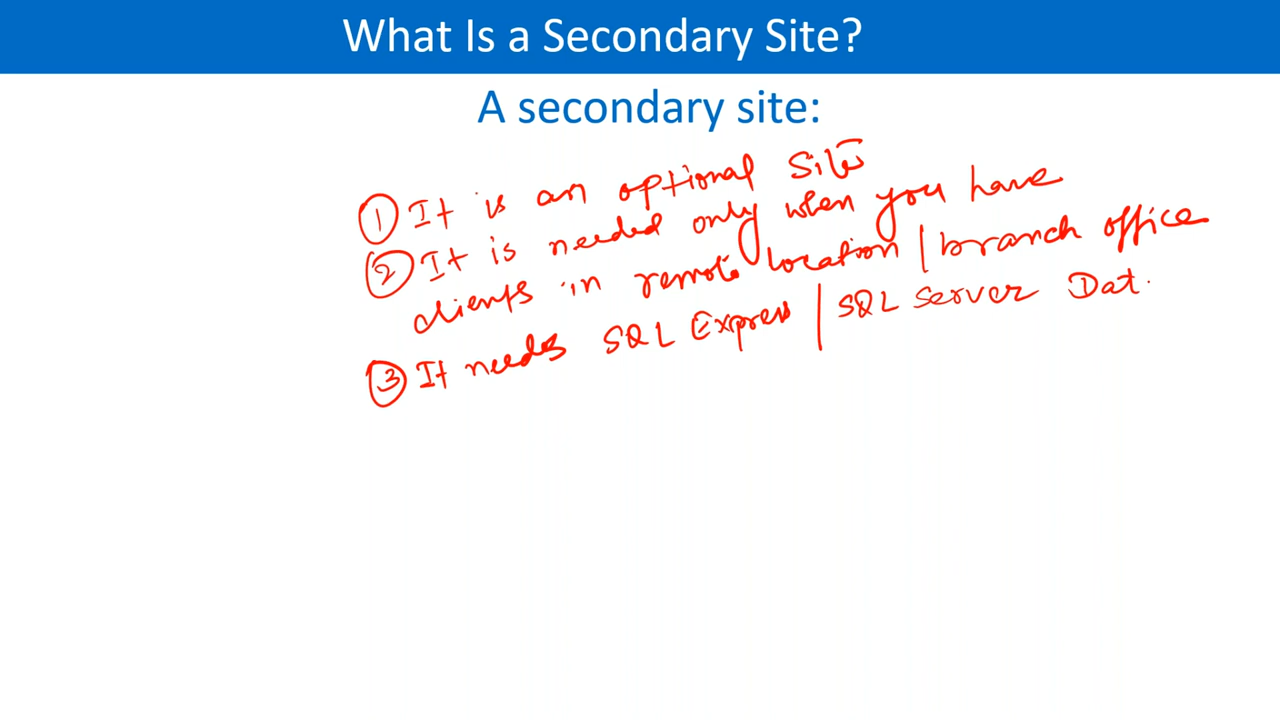 What Is a Secondary Site?
A secondary site:
① It is an optional Site
② It is needed only when you have
clients in remote location | branch office
③ It needs SQL Express | SQL Server Dat.